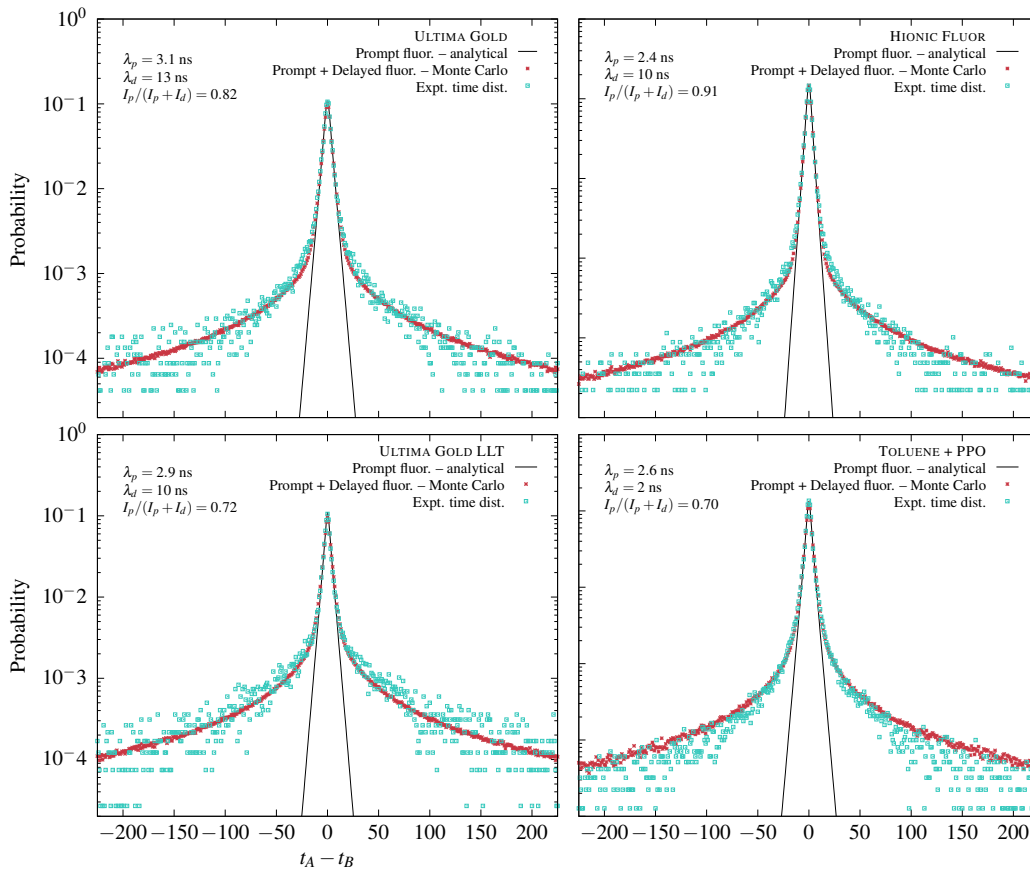 10⁰
10⁻¹
10⁻²
10⁻³
10⁻⁴
Probability
λp = 3.1 ns
λd = 13 ns
Ip/(Ip + Id) = 0.82
ULTIMA GOLD
Prompt fluor. – analytical
Prompt + Delayed fluor. – Monte Carlo
Expt. time dist.
λp = 2.4 ns
λd = 10 ns
Ip/(Ip + Id) = 0.91
HIONIC FLUOR
Prompt fluor. – analytical
Prompt + Delayed fluor. – Monte Carlo
Expt. time dist.
10⁰
10⁻¹
10⁻²
10⁻³
10⁻⁴
Probability
λp = 2.9 ns
λd = 10 ns
Ip/(Ip + Id) = 0.72
ULTIMA GOLD LLT
Prompt fluor. – analytical
Prompt + Delayed fluor. – Monte Carlo
Expt. time dist.
λp = 2.6 ns
λd = 2 ns
Ip/(Ip + Id) = 0.70
TOLUENE + PPO
Prompt fluor. – analytical
Prompt + Delayed fluor. – Monte Carlo
Expt. time dist.
−200 −150 −100 −50 0 50 100 150 200
−200 −150 −100 −50 0 50 100 150 200
tA − tB